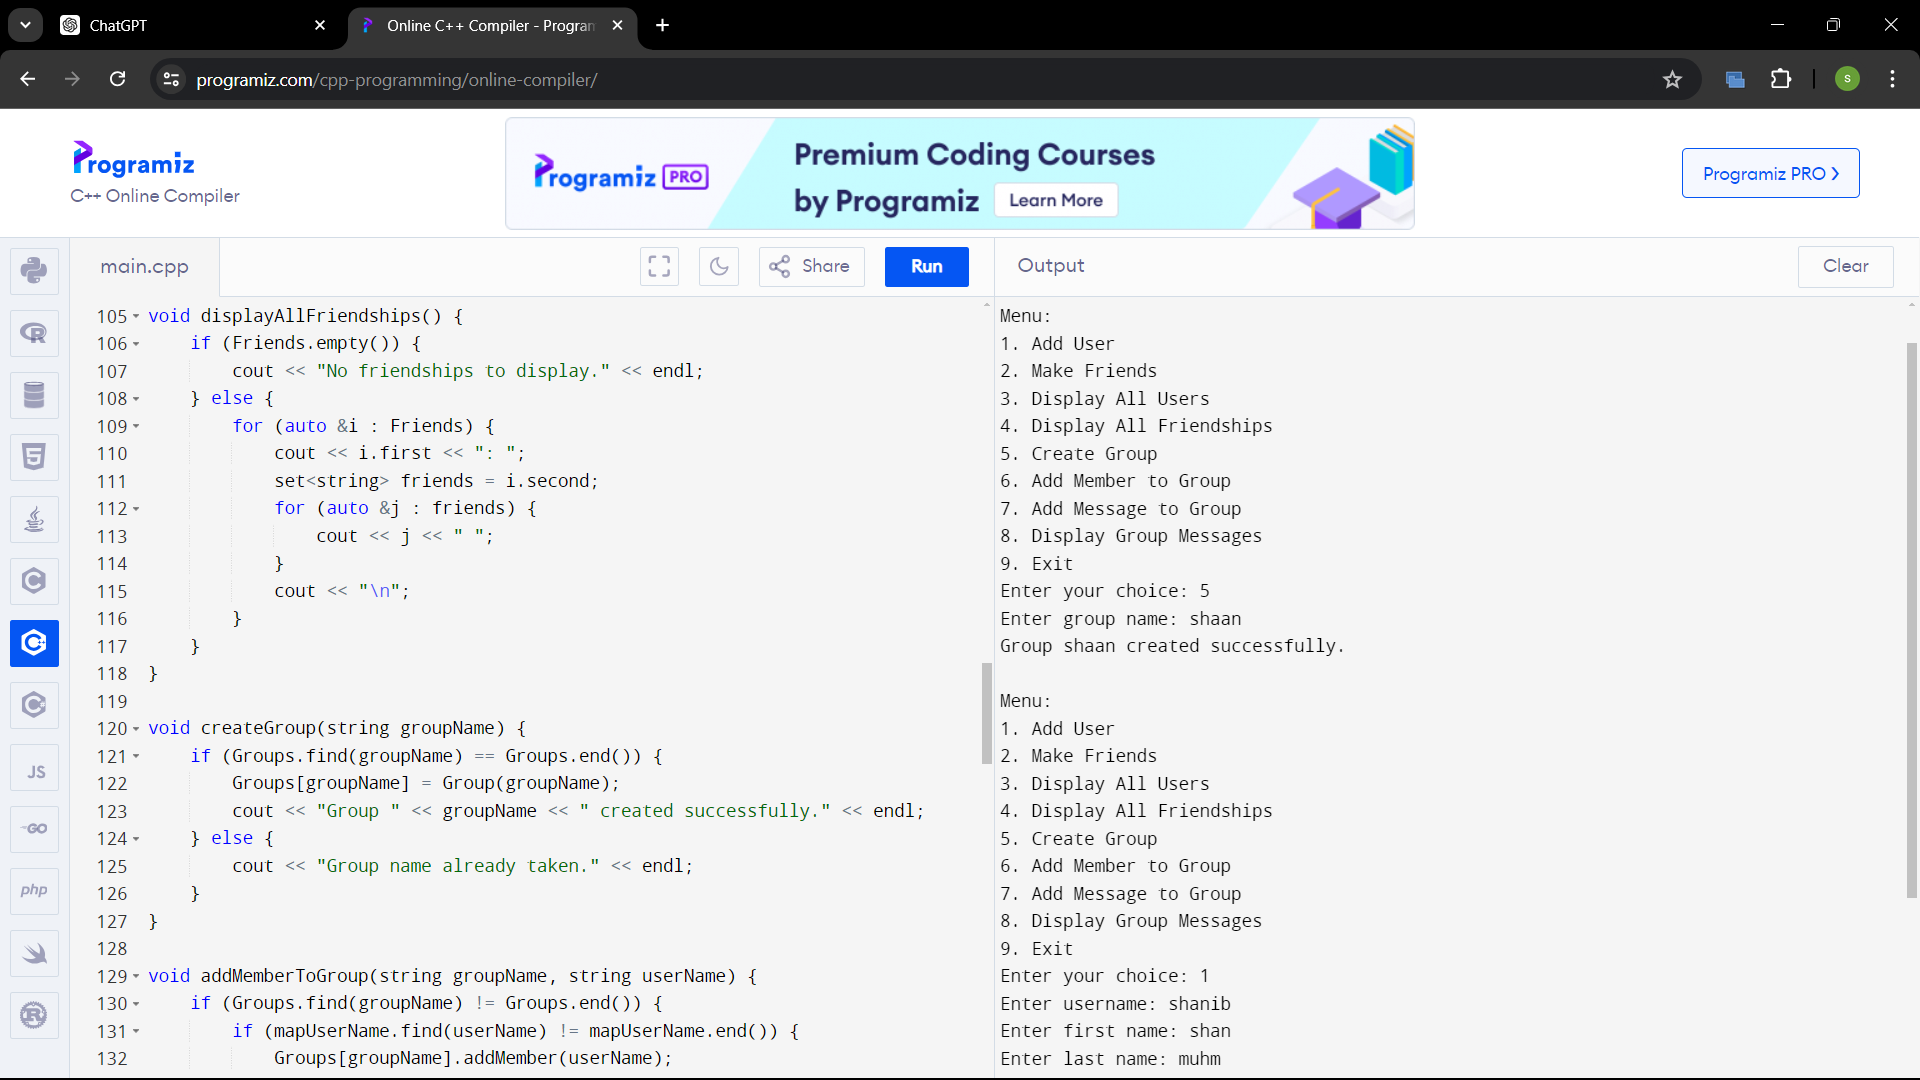 ChatGPT
Online C++ Compiler - Program
programiz.com/cpp-programming/online-compiler/
S
Programiz
C++ Online Compiler
Programiz PRO
Premium Coding Courses
by Programiz
Learn More
Programiz PRO
main.cpp
Share
Run
Output
Clear
JS
GO
php
105 void displayAllFriendships() {
106 if (Friends.empty()) {
107 cout << "No friendships to display." << endl;
108 } else {
109 for (auto &i : Friends) {
110 cout << i.first << ": ";
111 set<string> friends = i.second;
112 for (auto &j : friends) {
113 cout << j << " ";
114 }
115 cout << "\n";
116 }
117 }
118 }
119
120 void createGroup(string groupName) {
121 if (Groups.find(groupName) == Groups.end()) {
122 Groups[groupName] = Group(groupName);
123 cout << "Group " << groupName << " created successfully." << endl;
124 } else {
125 cout << "Group name already taken." << endl;
126 }
127 }
128
129 void addMemberToGroup(string groupName, string userName) {
130 if (Groups.find(groupName) != Groups.end()) {
131 if (mapUserName.find(userName) != mapUserName.end()) {
132 Groups[groupName].addMember(userName);
Menu:
1. Add User
2. Make Friends
3. Display All Users
4. Display All Friendships
5. Create Group
6. Add Member to Group
7. Add Message to Group
8. Display Group Messages
9. Exit
Enter your choice: 5
Enter group name: shaan
Group shaan created successfully.
Menu:
1. Add User
2. Make Friends
3. Display All Users
4. Display All Friendships
5. Create Group
6. Add Member to Group
7. Add Message to Group
8. Display Group Messages
9. Exit
Enter your choice: 1
Enter username: shanib
Enter first name: shan
Enter last name: muhm